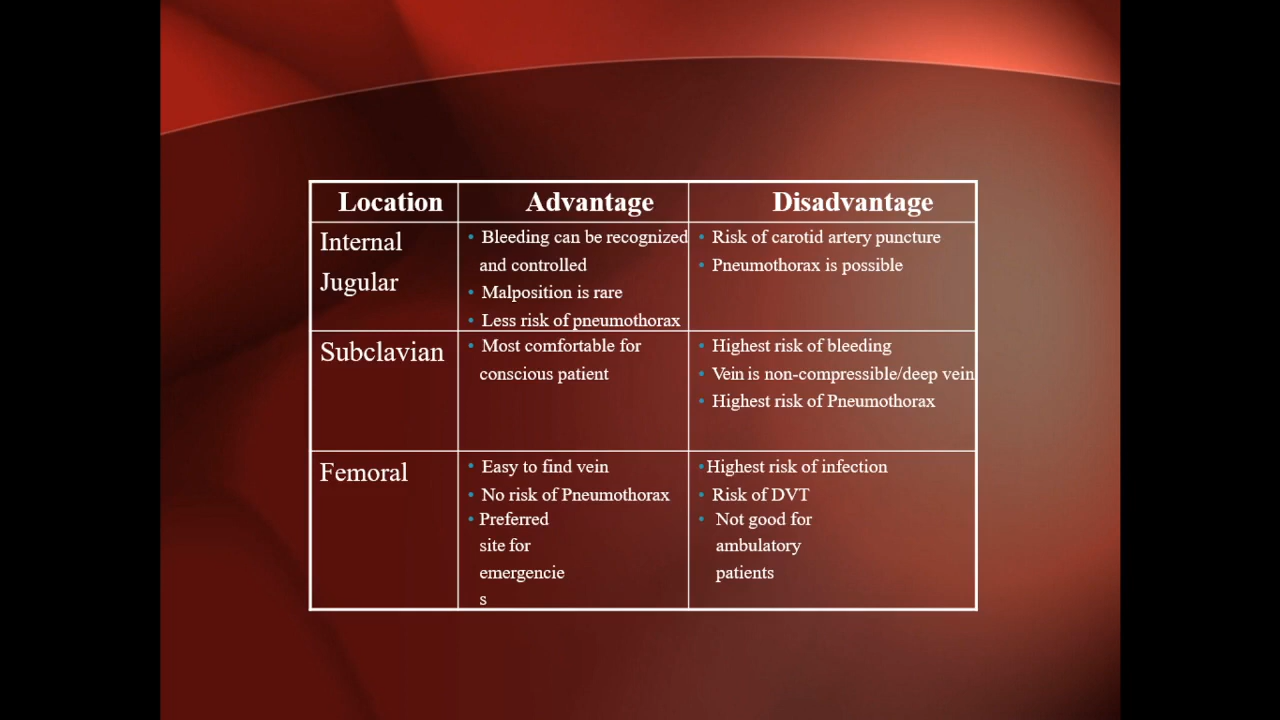 Location Advantage Disadvantage
Internal
Jugular
• Bleeding can be recognized
and controlled
• Malposition is rare
• Less risk of pneumothorax
• Risk of carotid artery puncture
• Pneumothorax is possible
Subclavian
• Most comfortable for
conscious patient
• Highest risk of bleeding
• Vein is non-compressible/deep vein
• Highest risk of Pneumothorax
Femoral
• Easy to find vein
• No risk of Pneumothorax
• Preferred
site for
emergencie
s
•Highest risk of infection
• Risk of DVT
• Not good for
ambulatory
patients